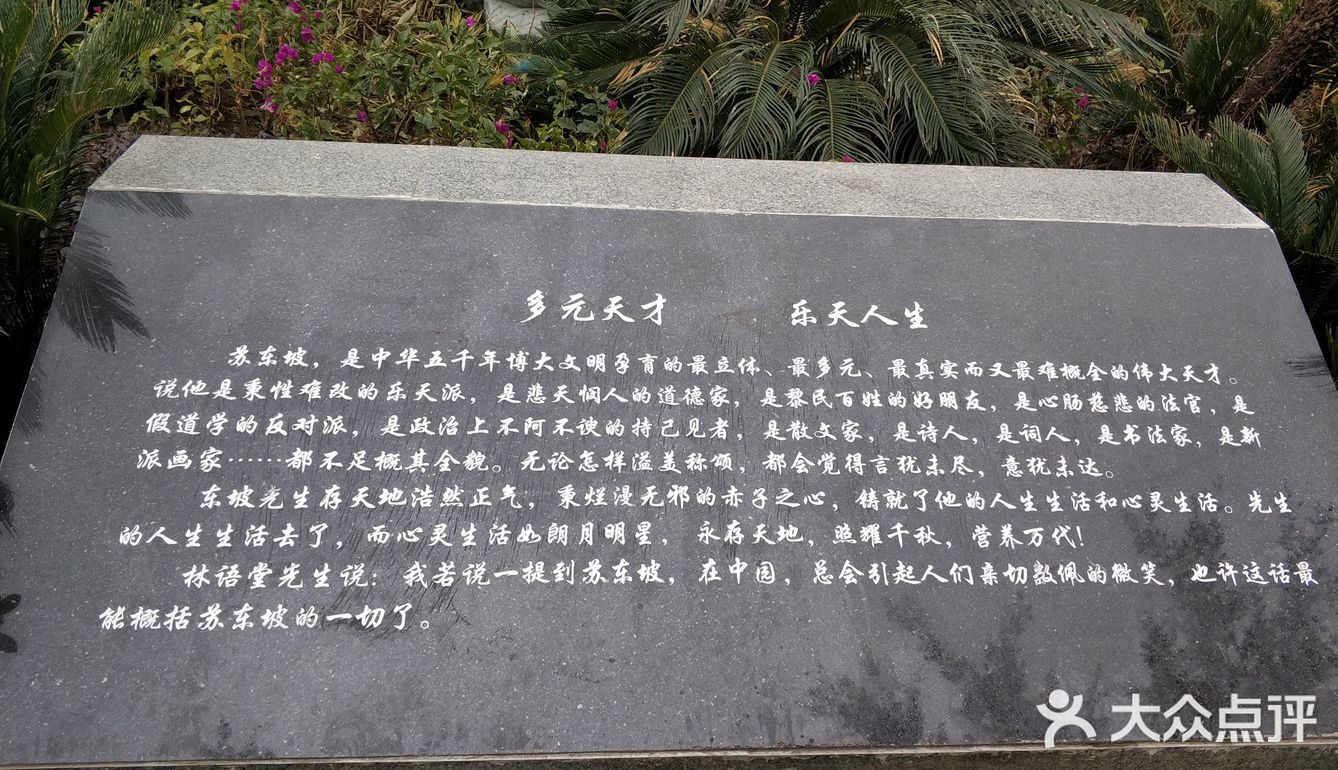 多元天才 乐天人生
苏东坡，是中华五千年博大文明孕育的最立体、最多元、最真实而又最难概全的伟大天才。
说他是秉性难改的乐天派，是悲天悯人的道德家，是黎民百姓的好朋友，是心肠慈悲的法官，是
假道学的反对派，是政治上不阿不谀的持己见者，是散文家，是诗人，是词人，是书法家，是新
派画家……都不足概其全貌。无论怎样溢美称颂，都会觉得言犹未尽，意犹未达。
东坡先生存天地浩然正气，秉烂漫无邪的赤子之心，铸就了他的人生生活和心灵生活。先生
的人生生活去了，而心灵生活如朗月明星，永存天地，照耀千秋，营养万代！
林语堂先生说：我若说一提到苏东坡，在中国，总会引起人们亲切敬佩的微笑，也许这话最
能概括苏东坡的一切了。
大众点评